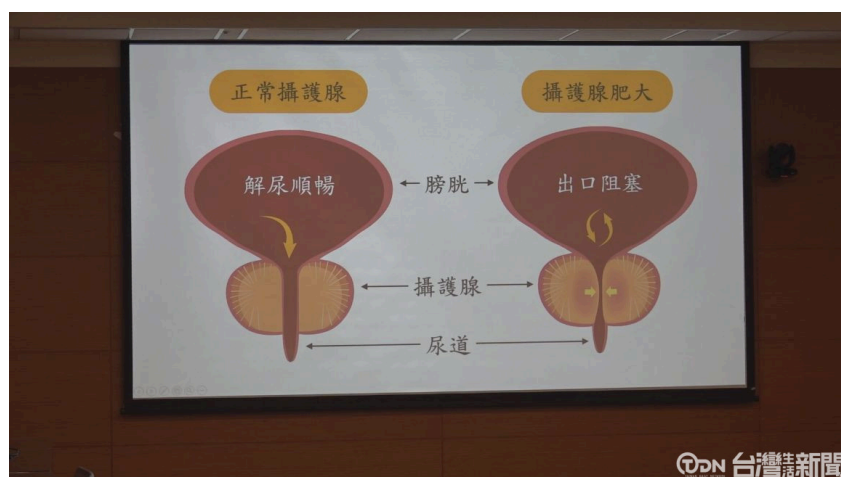 正常攝護腺
攝護腺肥大
解尿順暢
膀胱
出口阻塞
攝護腺
尿道
TDN 台灣生活新聞